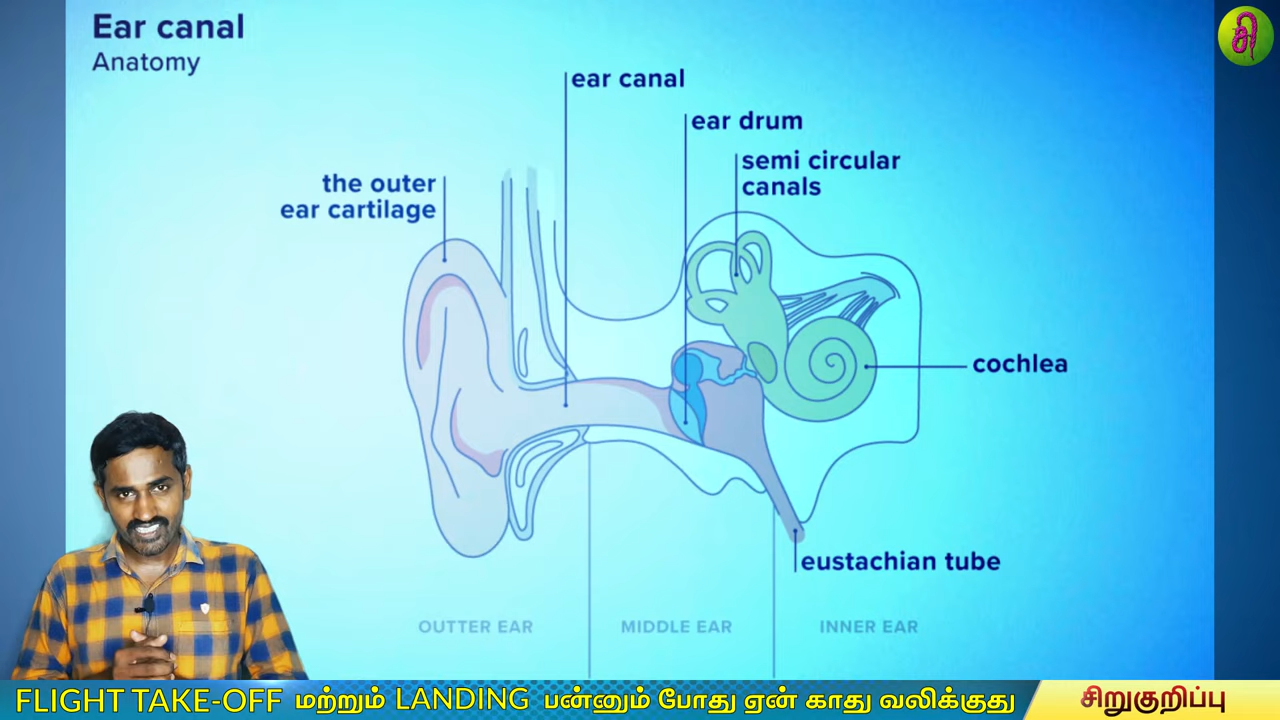 Ear canal
Anatomy
ear canal
ear drum
semi circular
canals
the outer
ear cartilage
cochlea
eustachian tube
OUTTER EAR
MIDDLE EAR
INNER EAR
சி
FLIGHT TAKE-OFF மற்றும் LANDING பண்னும் போது ஏன் காது வலிக்குது
சிறுகுறிப்பு